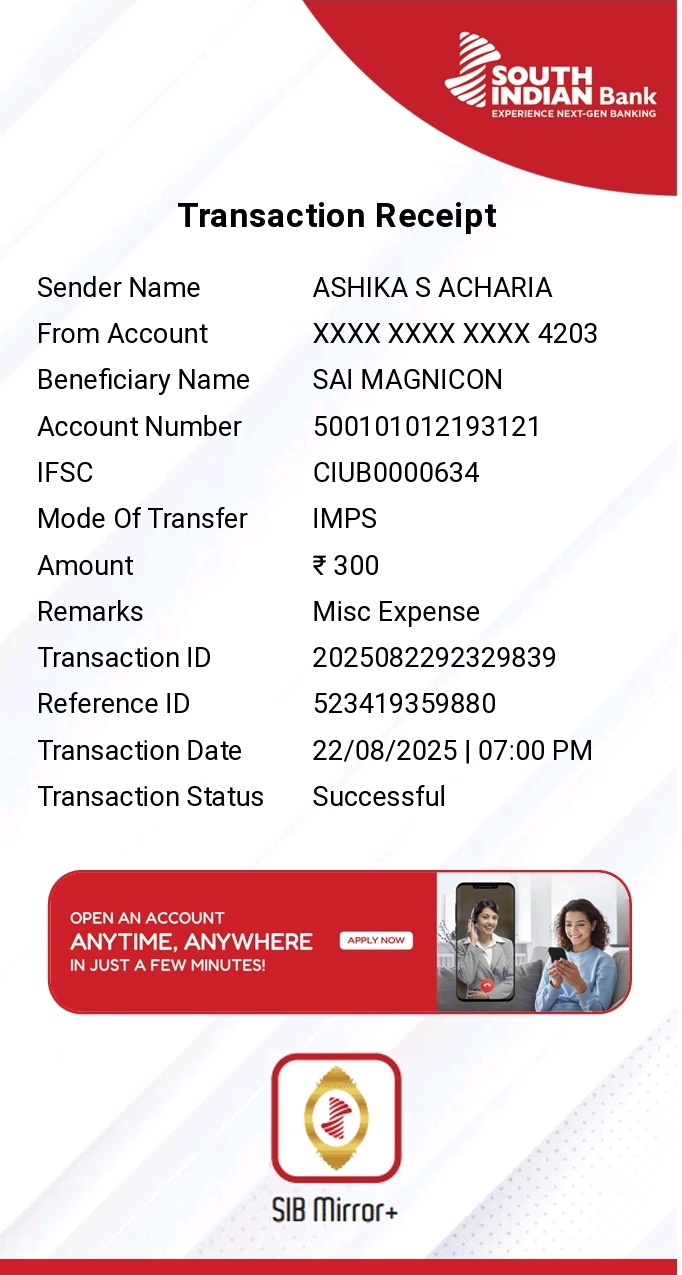 SOUTH
INDIAN Bank
EXPERIENCE NEXT-GEN BANKING
Transaction Receipt
Sender Name ASHIKA S ACHARIA
From Account XXXX XXXX XXXX 4203
Beneficiary Name SAI MAGNICON
Account Number 500101012193121
IFSC CIUB0000634
Mode Of Transfer IMPS
Amount ₹ 300
Remarks Misc Expense
Transaction ID 2025082292329839
Reference ID 523419359880
Transaction Date 22/08/2025 | 07:00 PM
Transaction Status Successful
OPEN AN ACCOUNT
ANYTIME, ANYWHERE
IN JUST A FEW MINUTES!
APPLY NOW
SIB Mirror+